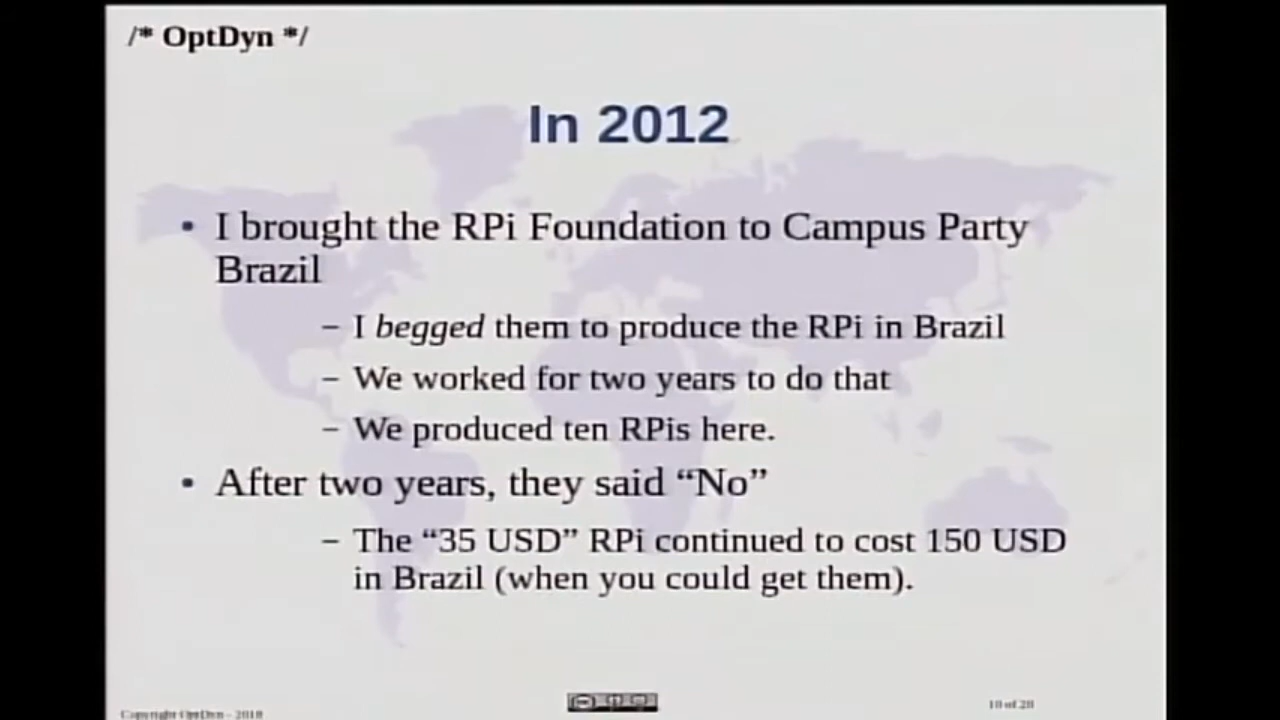 /* OptDyn */
In 2012
• I brought the RPi Foundation to Campus Party
Brazil
– I begged them to produce the RPi in Brazil
– We worked for two years to do that
– We produced ten RPis here.
• After two years, they said “No”
– The “35 USD” RPi continued to cost 150 USD
in Brazil (when you could get them).
Copyright OptDyn - 2018
of 28